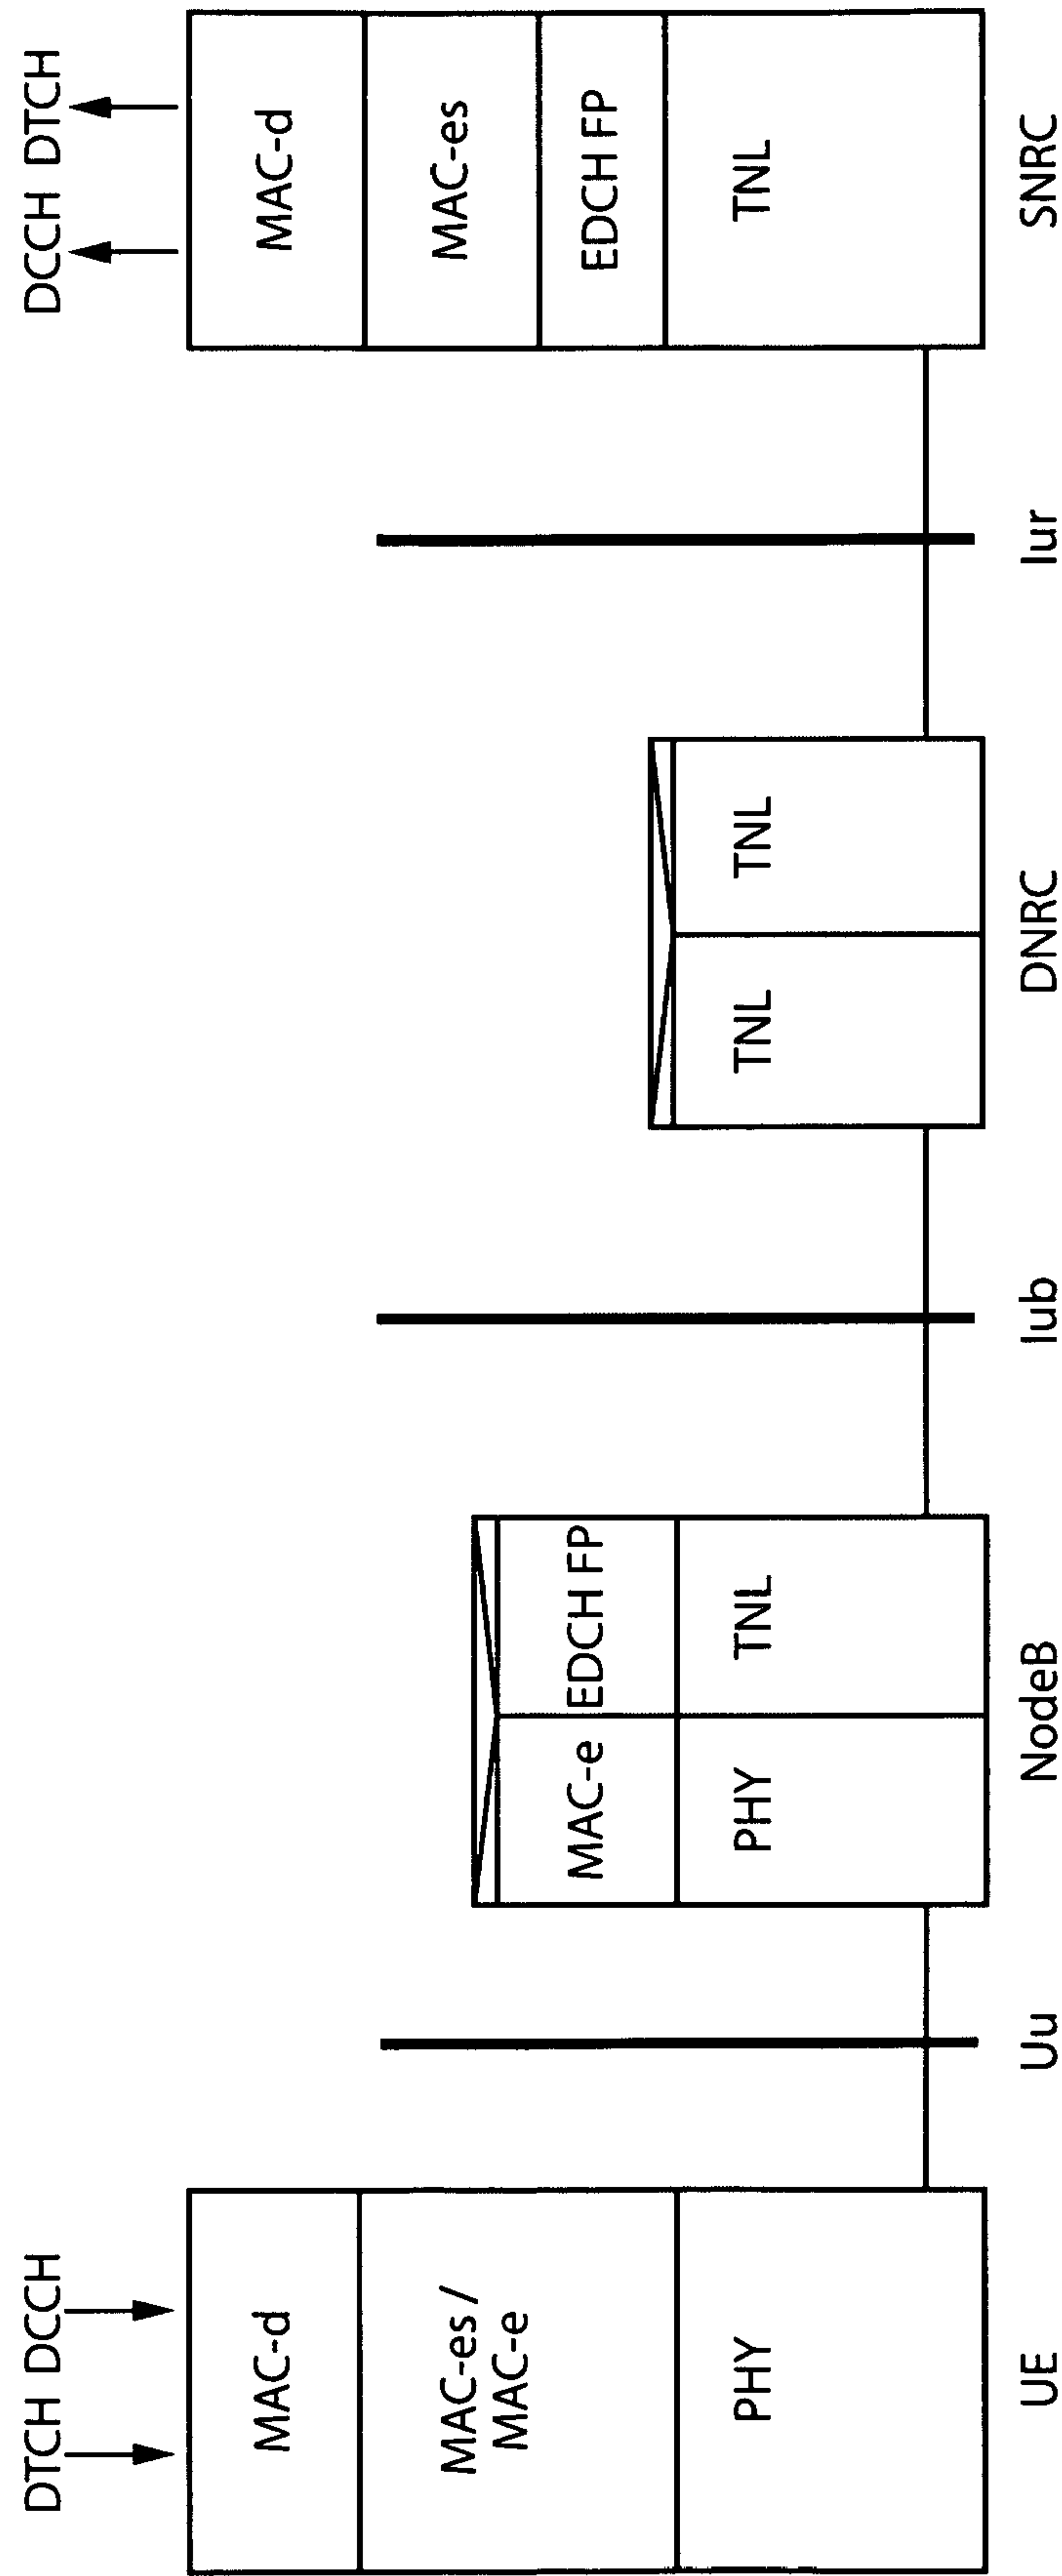 DTCH DCCH
MAC-d
MAC-es /
MAC-e
PHY
UE
Uu
MAC-e
EDCH FP
PHY
TNL
NodeB
Iub
TNL
TNL
DNRC
Iur
DCCH DTCH
MAC-d
MAC-es
EDCH FP
TNL
SNRC